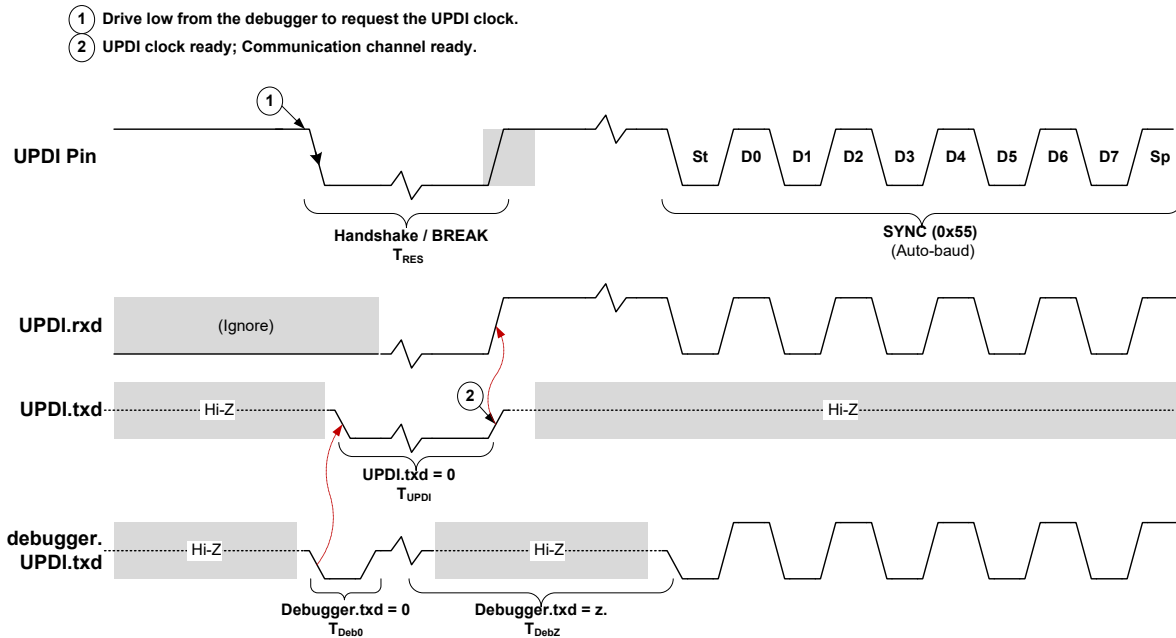 1 Drive low from the debugger to request the UPDI clock.
2 UPDI clock ready; Communication channel ready.
1
UPDI Pin
St D0 D1 D2 D3 D4 D5 D6 D7 Sp
Handshake / BREAK
TRES
SYNC (0x55)
(Auto-baud)
UPDI.rxd
(Ignore)
2
UPDI.txd
Hi-Z
Hi-Z
UPDI.txd = 0
TUPDI
debugger.
UPDI.txd
Hi-Z
Hi-Z
Debugger.txd = 0
TDeb0
Debugger.txd = z.
TDebZ